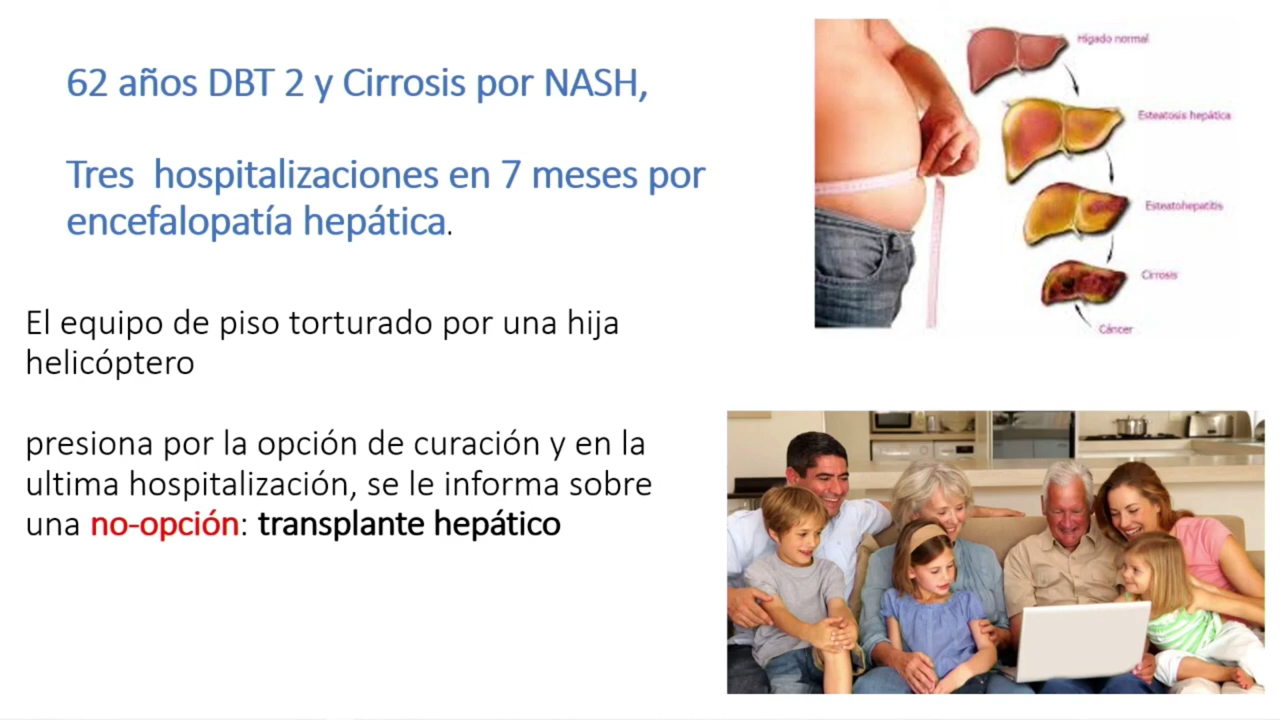 62 años DBT 2 y Cirrosis por NASH,
Tres hospitalizaciones en 7 meses por
encefalopatía hepática.
El equipo de piso torturado por una hija
helicóptero
presiona por la opción de curación y en la
ultima hospitalización, se le informa sobre
una no-opción: transplante hepático
Hígado normal
Esteatosis hepática
Esteatohepatitis
Cirrosis
Cáncer